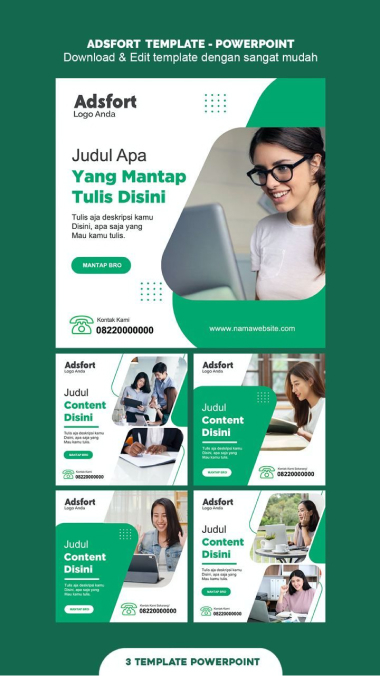 ADSFORT TEMPLATE - POWERPOINT
Download & Edit template dengan sangat mudah
Adsfort
Logo Anda
Judul Apa
Yang Mantap
Tulis Disini
Tulis aja deskripsi kamu
Disini, apa saja yang
Mau kamu tulis.
MANTAP BRO
Kontak Kami
08220000000
www.namawebsite.com
Adsfort
Logo Anda
Judul
Content
Disini
Tulis aja deskripsi kamu
Disini, apa saja yang
Mau kamu tulis
MANTAP BRO
Kontak Kami
08220000000
Adsfort
Logo Anda
Judul
Content
Disini
Tulis aja deskripsi kamu
Disini, apa saja yang
Mau kamu tulis
MANTAP BRO
Kontak Kami Sekarang!
08220000000
Adsfort
Logo Anda
Judul
Content
Disini
Tulis aja deskripsi kamu
Disini, apa saja yang
Mau kamu tulis
MANTAP BRO
Kontak Kami Sekarang!
08220000000
Adsfort
Logo Anda
Judul
Content
Disini
Tulis aja deskripsi kamu
Disini, apa saja yang
Mau kamu tulis
MANTAP BRO
Kontak Kami
08220000000
3 TEMPLATE POWERPOINT